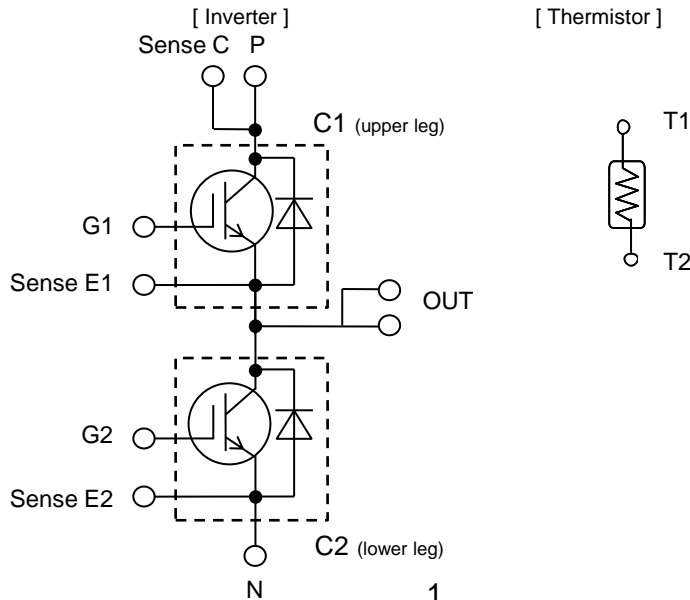 [ Inverter ]
[ Thermistor ]
Sense C P
C1 (upper leg)
T1
G1
Sense E1
T2
OUT
G2
Sense E2
C2 (lower leg)
N
1